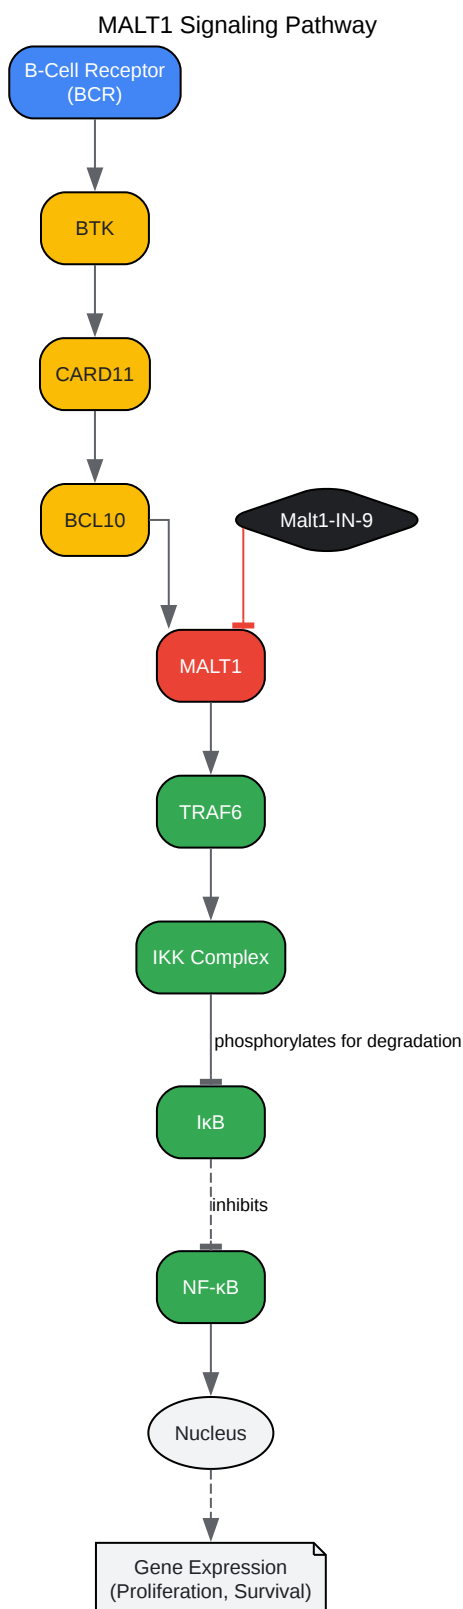 MALT1 Signaling Pathway
B-Cell Receptor
(BCR)
BTK
CARD11
BCL10
Malt1-IN-9
MALT1
TRAF6
IKK Complex
phosphorylates for degradation
IκB
inhibits
NF-κB
Nucleus
Gene Expression
(Proliferation, Survival)